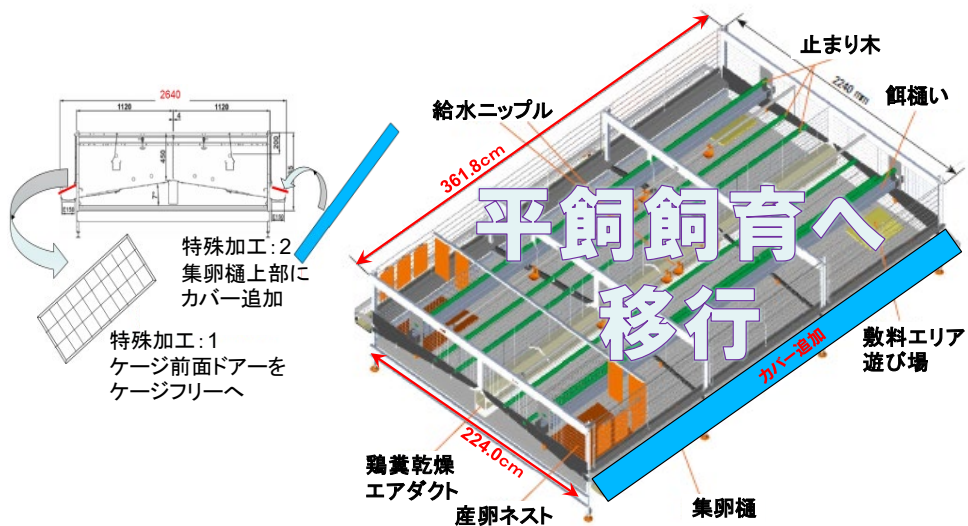 2640
1120
1120
4
200
450
特殊加工：2
集卵樋上部に
カバー追加
特殊加工：1
ケージ前面ドアーを
ケージフリーへ
止まり木
2240 mm
餌樋い
給水ニップル
361.8cm
平飼飼育へ
移行
カバー追加
敷料エリア
遊び場
224.0cm
鶏糞乾燥
エアダクト
産卵ネスト
集卵樋